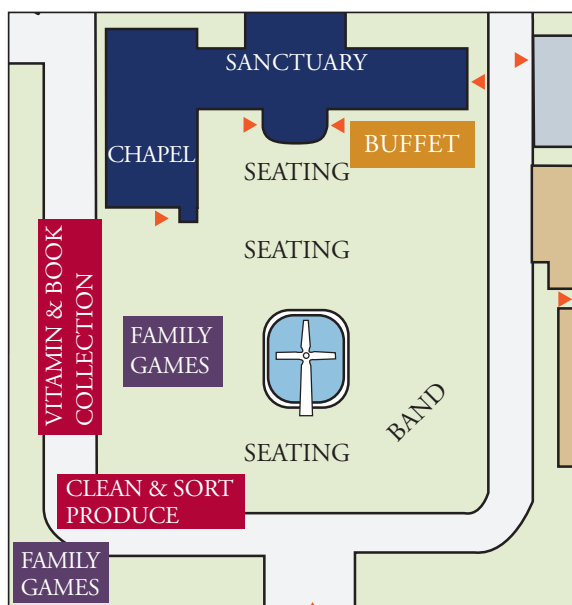 SANCTUARY
BUFFET
CHAPEL
SEATING
SEATING
VITAMIN & BOOK
COLLECTION
FAMILY
GAMES
BAND
SEATING
CLEAN & SORT
PRODUCE
FAMILY
GAMES